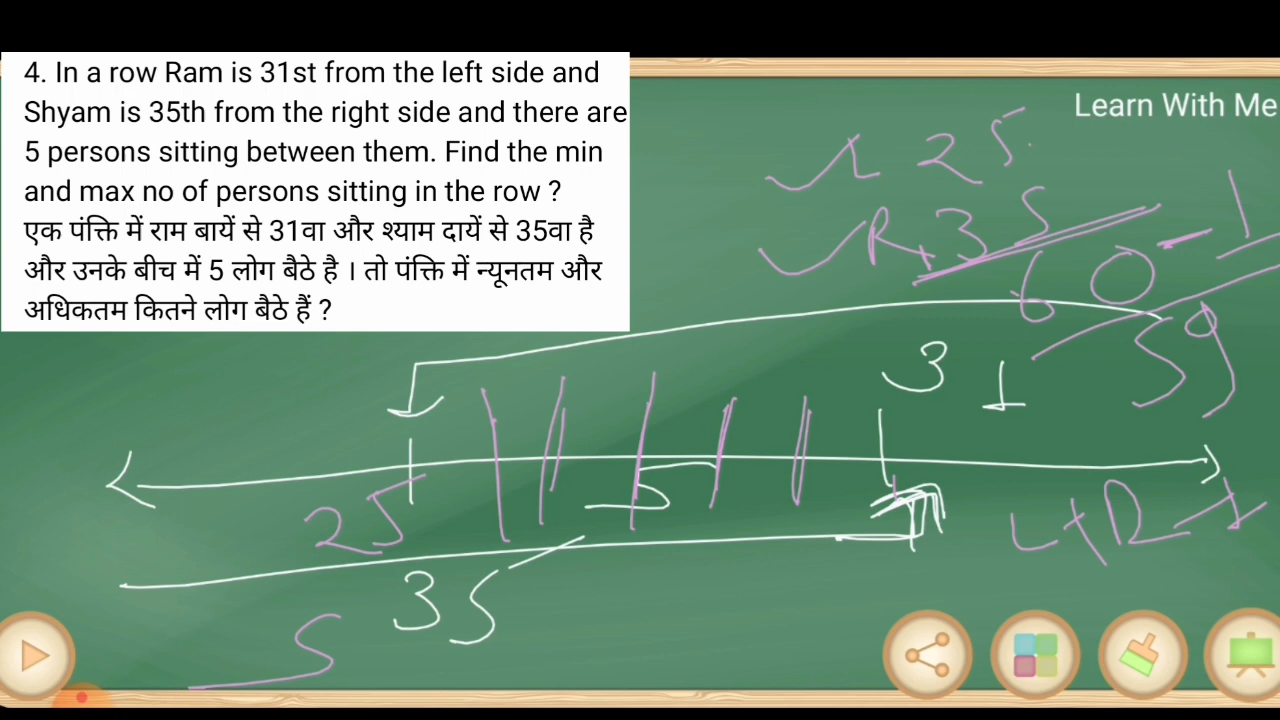 4. In a row Ram is 31st from the left side and
Shyam is 35th from the right side and there are
5 persons sitting between them. Find the min
and max no of persons sitting in the row ?
एक पंक्ति में राम बायें से 31वा और श्याम दायें से 35वा है
और उनके बीच में 5 लोग बैठे है । तो पंक्ति में न्यूनतम और
अधिकतम कितने लोग बैठे हैं ?
Learn With Me
25
R+35
60-1
59
31
5
25
L+R-1
35